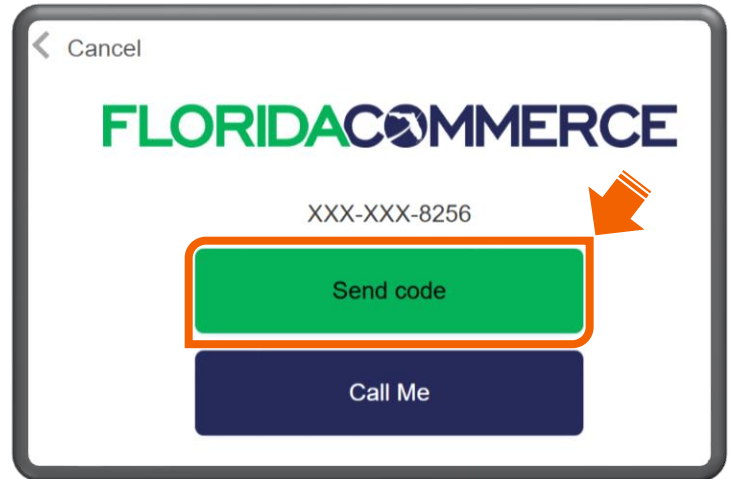 Cancel
FLORIDACOMMERCE
XXX-XXX-8256
Send code
Call Me